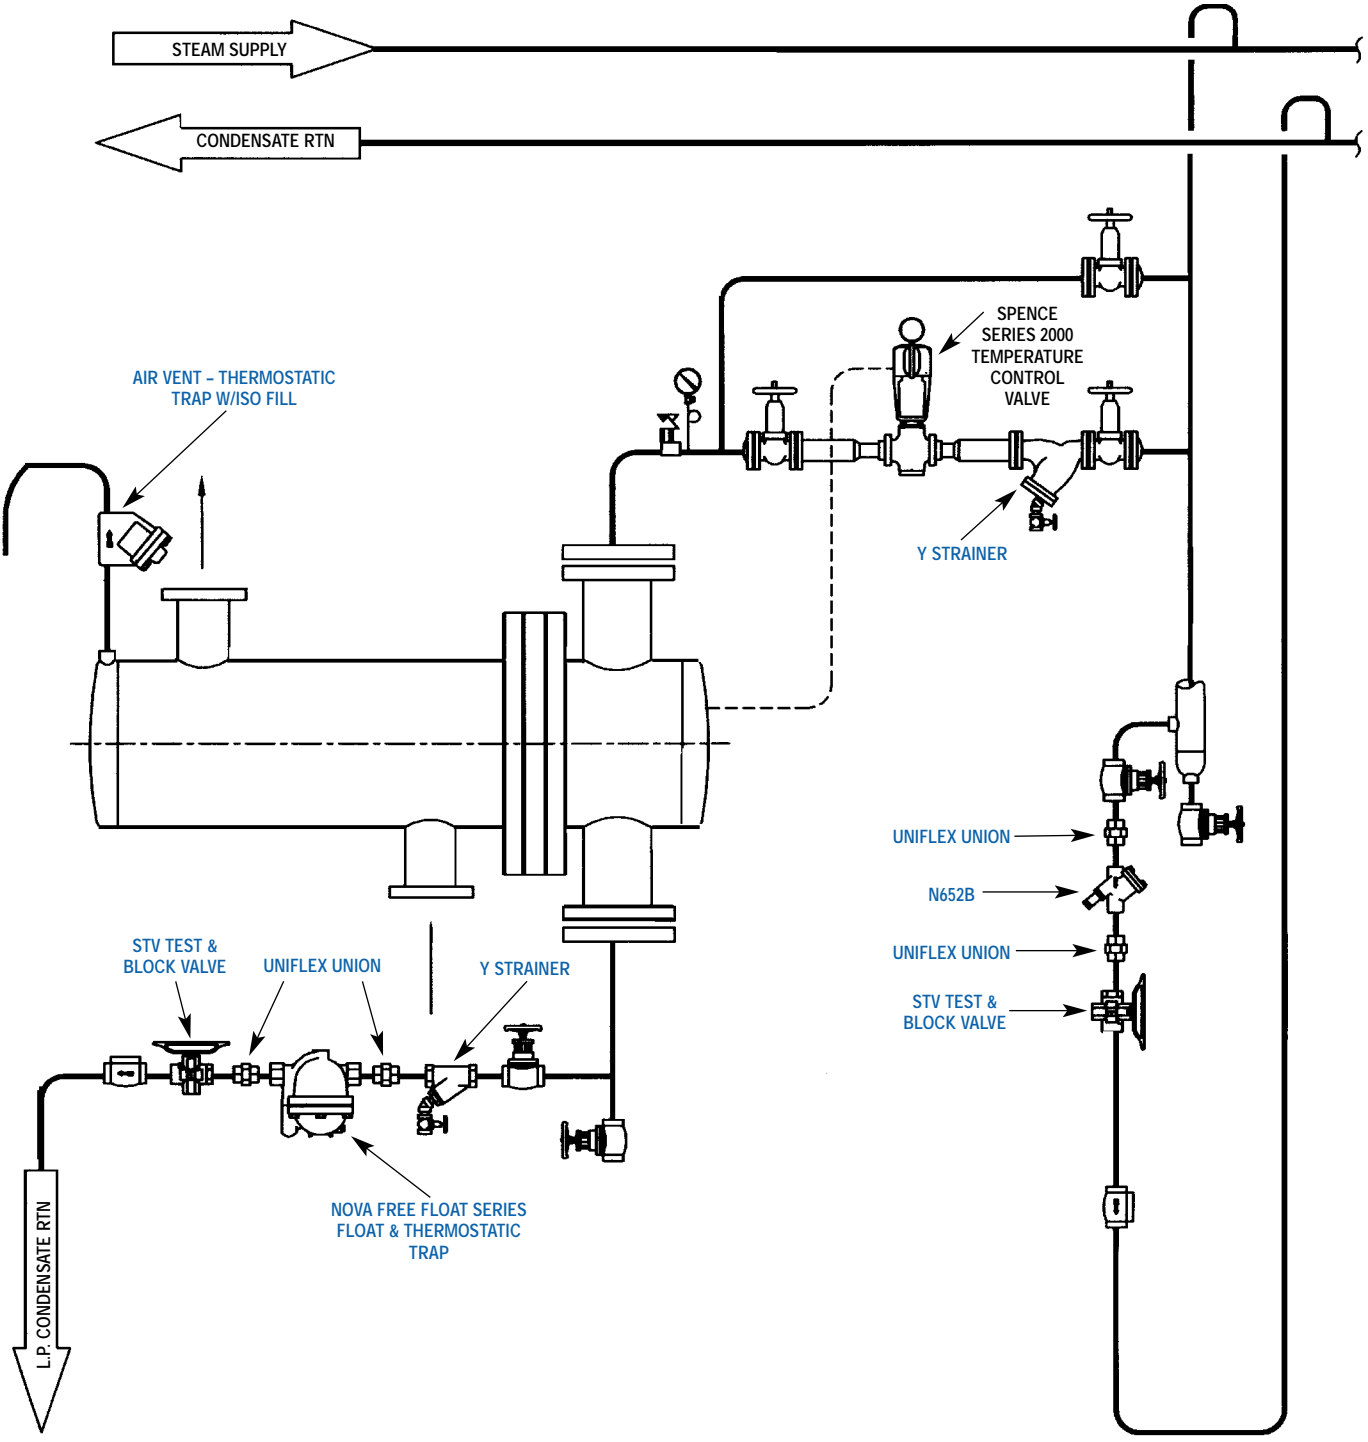 STEAM SUPPLY
CONDENSATE RTN
SPENCE
SERIES 2000
TEMPERATURE
CONTROL
VALVE
AIR VENT – THERMOSTATIC
TRAP W/ISO FILL
Y STRAINER
UNIFLEX UNION
N652B
UNIFLEX UNION
STV TEST &
BLOCK VALVE
STV TEST &
BLOCK VALVE
UNIFLEX UNION
Y STRAINER
NOVA FREE FLOAT SERIES
FLOAT & THERMOSTATIC
TRAP
L.P. CONDENSATE RTN